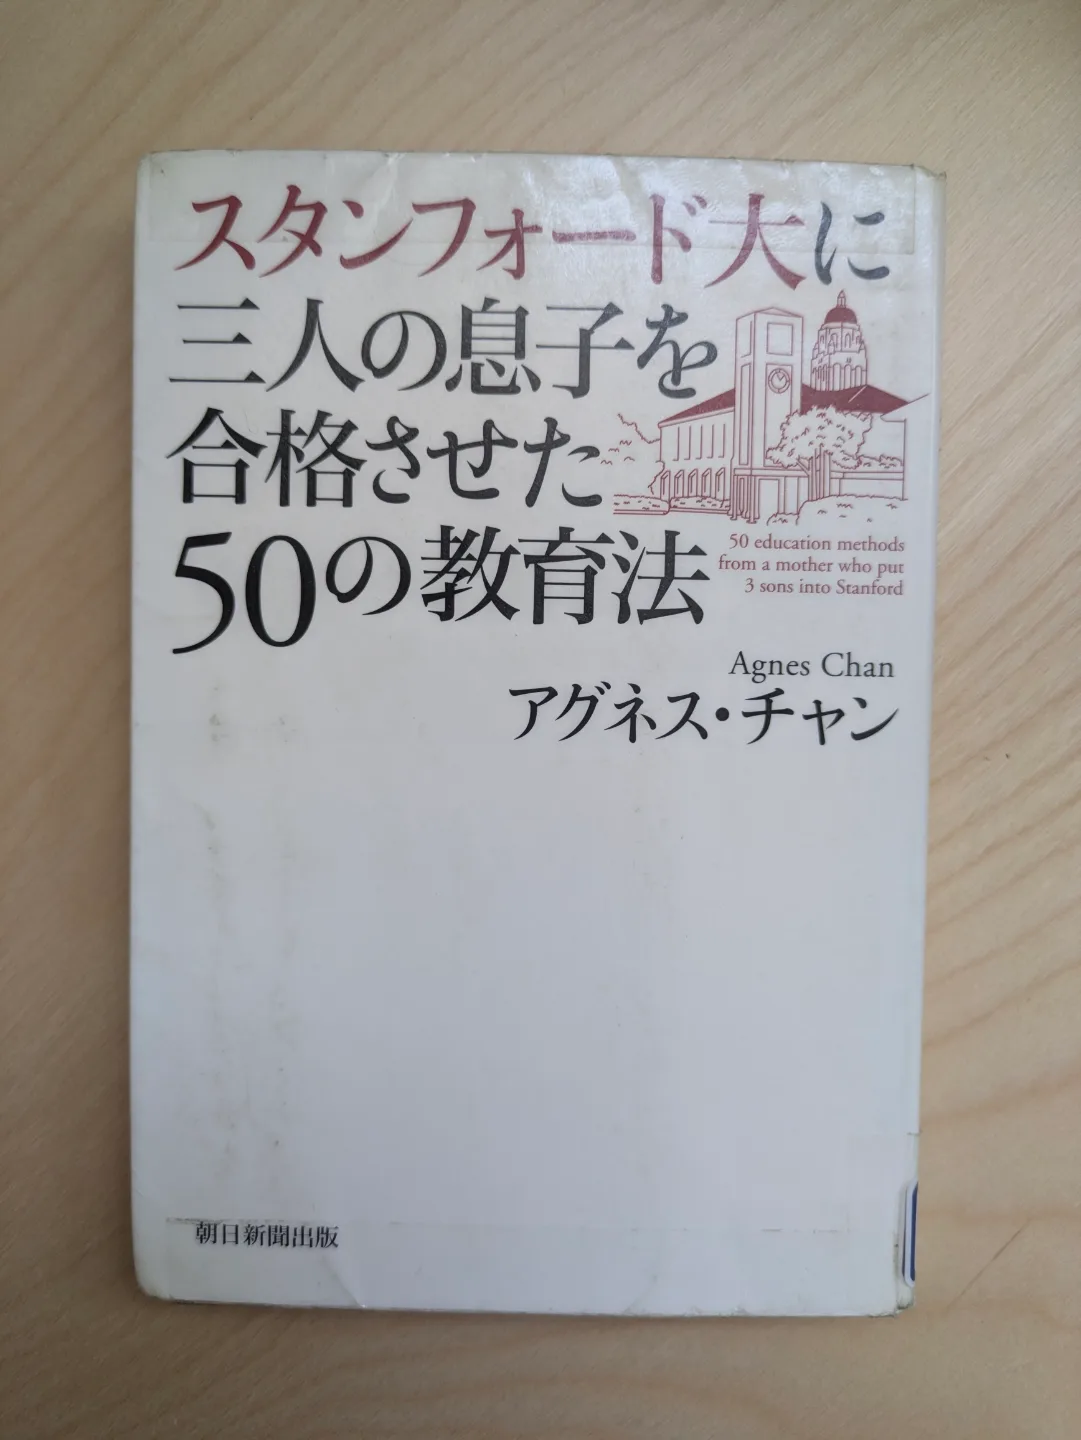 スタンフォード大に
三人の息子を
合格させた
50の教育法
50 education methods
from a mother who put
3 sons into Stanford
Agnes Chan
アグネス・チャン
朝日新聞出版